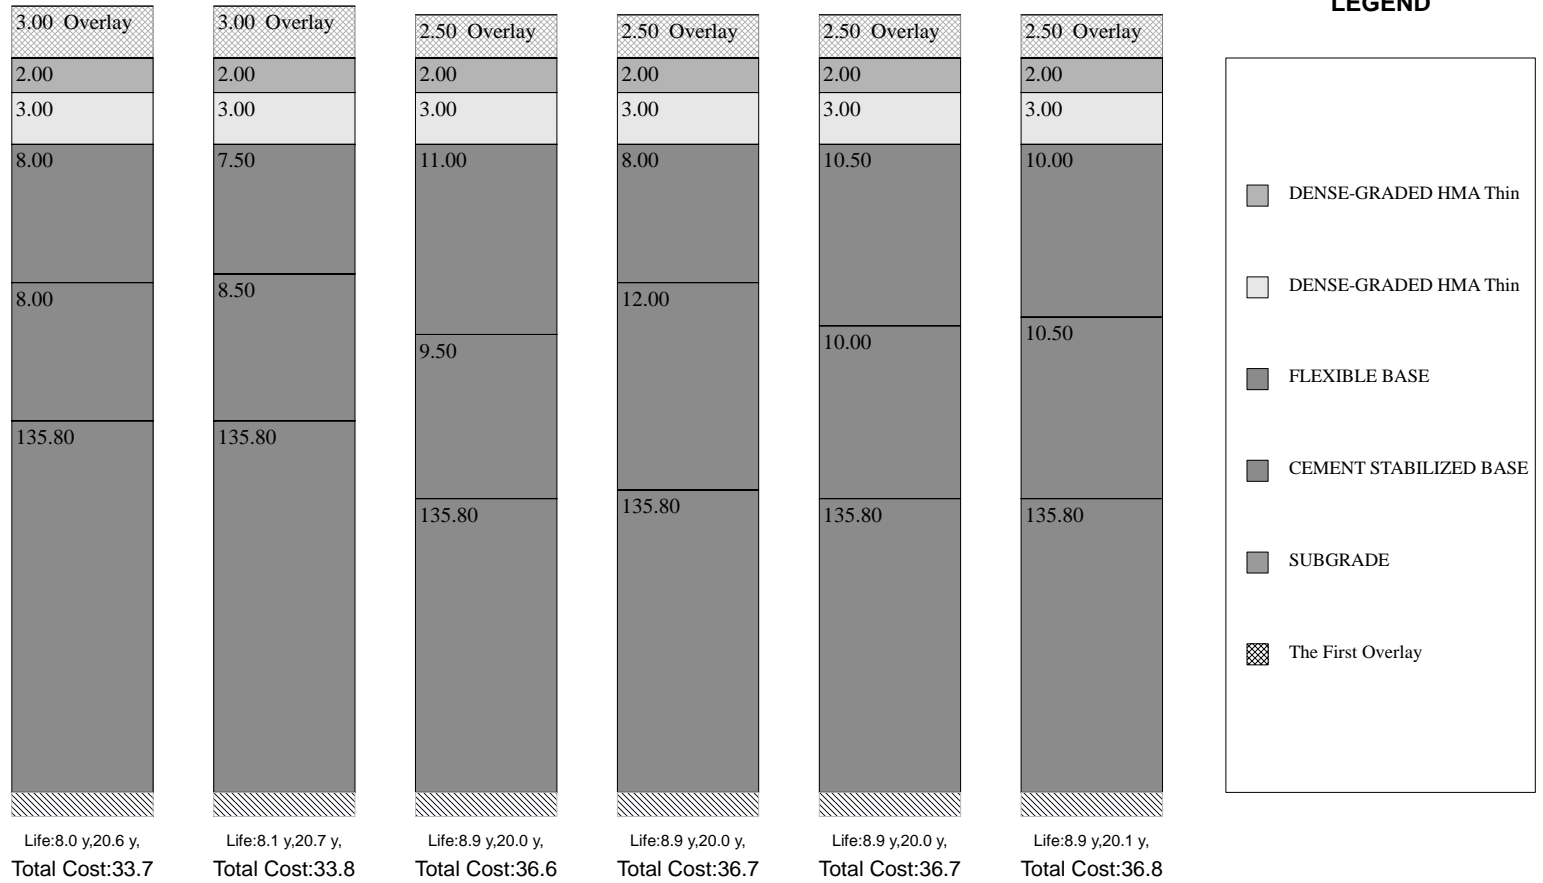 3.00 Overlay
2.00
3.00
8.00
8.00
135.80
Life:8.0 y,20.6 y,
Total Cost:33.7
3.00 Overlay
2.00
3.00
7.50
8.50
135.80
Life:8.1 y,20.7 y,
Total Cost:33.8
2.50 Overlay
2.00
3.00
11.00
9.50
135.80
Life:8.9 y,20.0 y,
Total Cost:36.6
2.50 Overlay
2.00
3.00
8.00
12.00
135.80
Life:8.9 y,20.0 y,
Total Cost:36.7
2.50 Overlay
2.00
3.00
10.50
10.00
135.80
Life:8.9 y,20.0 y,
Total Cost:36.7
2.50 Overlay
2.00
3.00
10.00
10.50
135.80
Life:8.9 y,20.1 y,
Total Cost:36.8
LEGEND
DENSE-GRADED HMA Thin
DENSE-GRADED HMA Thin
FLEXIBLE BASE
CEMENT STABILIZED BASE
SUBGRADE
The First Overlay